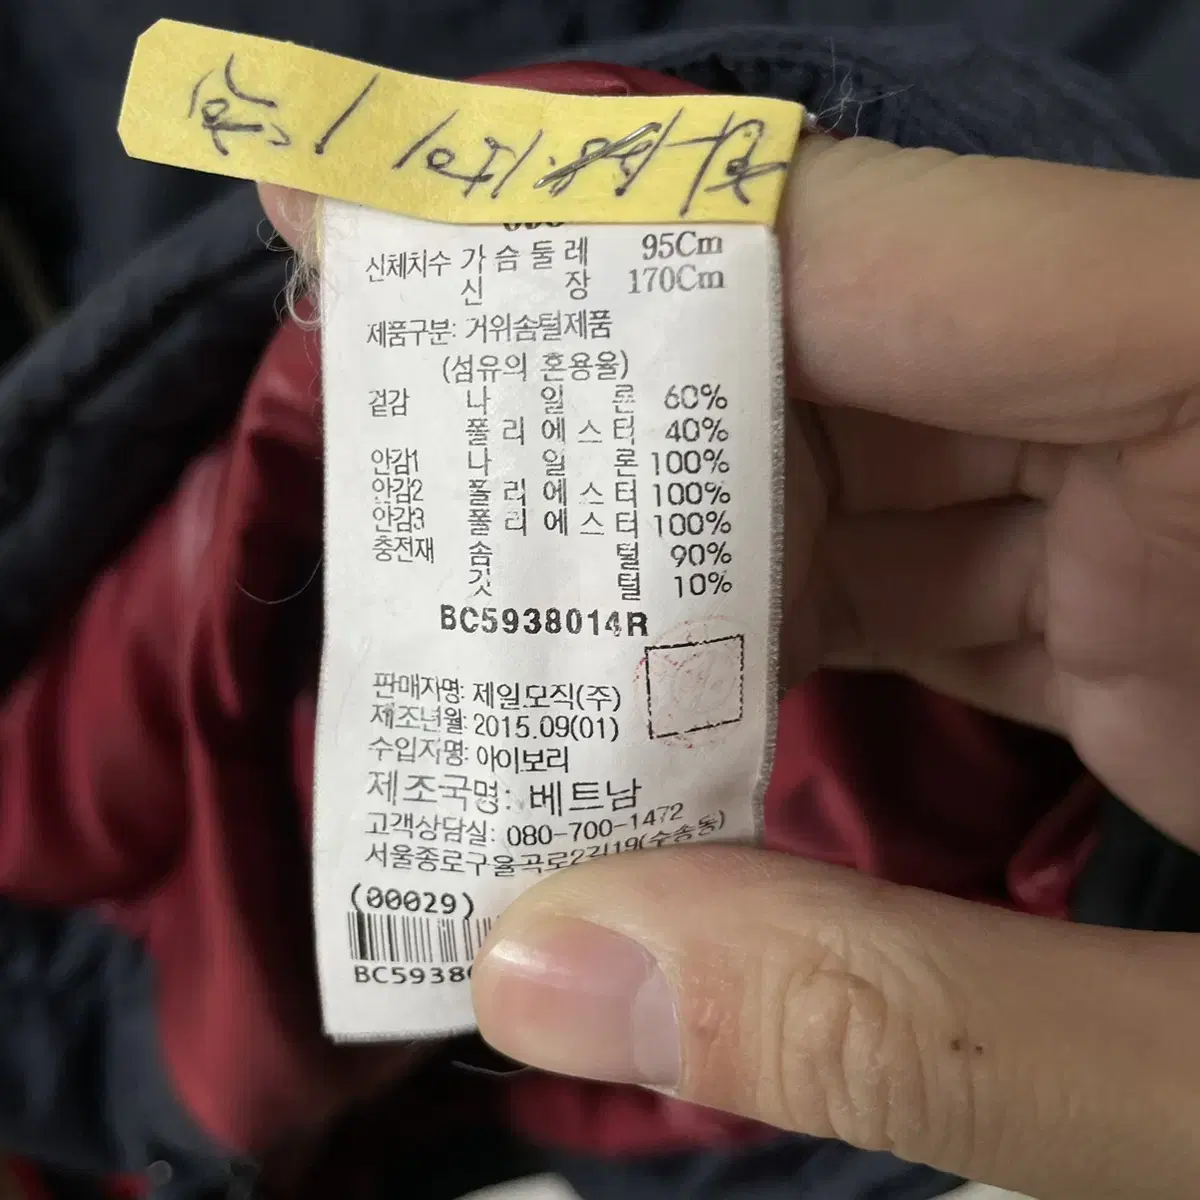 신체치수 가슴둘레 95Cm
신장 170Cm
제품구분: 거위솜털제품
(섬유의 혼용율)
겉감 나일론 60%
폴리에스터 40%
안감1 나일론 100%
안감2 폴리에스터 100%
안감3 폴리에스터 100%
충전재 솜털 90%
깃털 10%
BC5938014R
판매자명: 제일모직(주)
제조년월: 2015.09(01)
수입자명: 아이보리
제조국명: 베트남
고객상담실: 080-700-1472
서울종로구율곡로2길19(수송동)
(00029)
BC5938